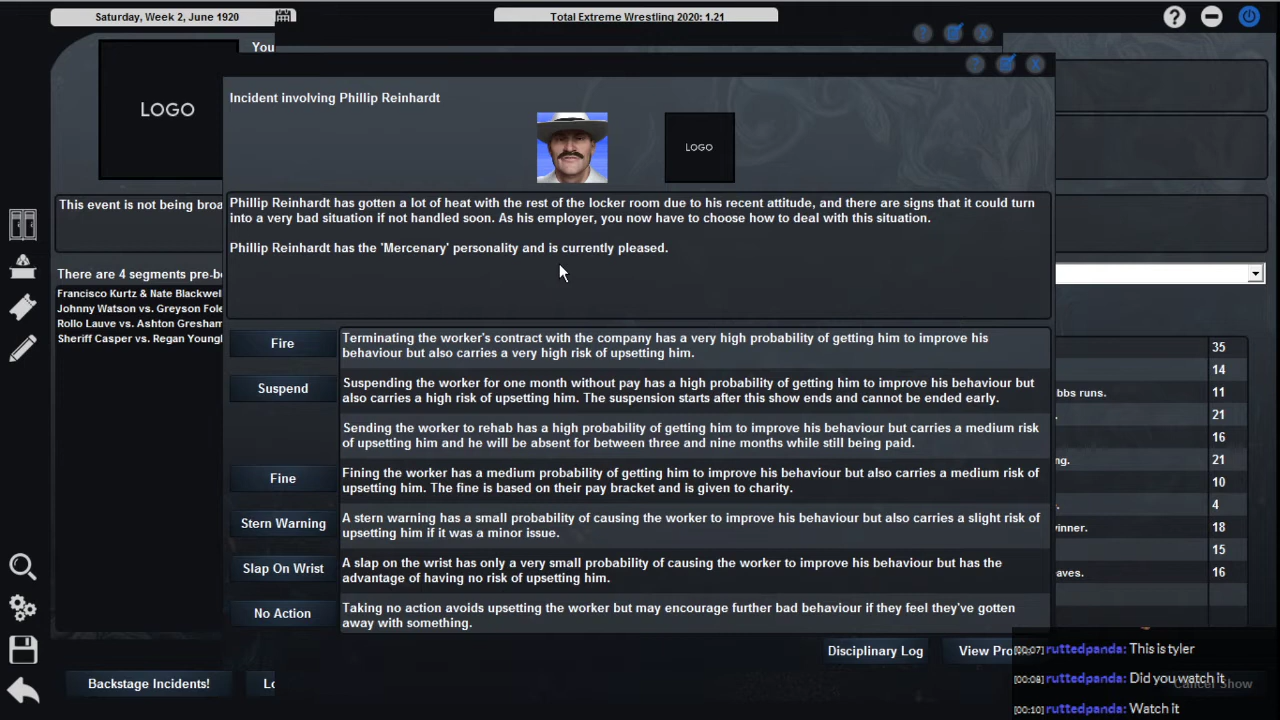 Saturday, Week 2, June 1920
Total Extreme Wrestling 2020: 1.21
LOGO
You
Incident involving Phillip Reinhardt
LOGO
Phillip Reinhardt has gotten a lot of heat with the rest of the locker room due to his recent attitude, and there are signs that it could turn
into a very bad situation if not handled soon. As his employer, you now have to choose how to deal with this situation.
Phillip Reinhardt has the 'Mercenary' personality and is currently pleased.
This event is not being broa
There are 4 segments pre-b
Francisco Kurtz & Nate Blackwel
Johnny Watson vs. Greyson Fole
Rollo Lauve vs. Ashton Gresham
Sheriff Casper vs. Regan Youngl
Fire
Terminating the worker's contract with the company has a very high probability of getting him to improve his
behaviour but also carries a very high risk of upsetting him.
Suspend
Suspending the worker for one month without pay has a high probability of getting him to improve his behaviour but
also carries a high risk of upsetting him. The suspension starts after this show ends and cannot be ended early.
Sending the worker to rehab has a high probability of getting him to improve his behaviour but carries a medium risk
of upsetting him and he will be absent for between three and nine months while still being paid.
Fine
Fining the worker has a medium probability of getting him to improve his behaviour but also carries a medium risk of
upsetting him. The fine is based on their pay bracket and is given to charity.
Stern Warning
A stern warning has a small probability of causing the worker to improve his behaviour but also carries a slight risk of
upsetting him if it was a minor issue.
Slap On Wrist
A slap on the wrist has only a very small probability of causing the worker to improve his behaviour but has the
advantage of having no risk of upsetting him.
No Action
Taking no action avoids upsetting the worker but may encourage further bad behaviour if they feel they've gotten
away with something.
35
14
bbs runs. 11
21
16
ng. 21
10
4
winner. 18
15
aves. 16
Disciplinary Log
View Pro
Backstage Incidents!
Lo
Cancel Show
[00:07] ruttedpanda: This is tyler
[00:08] ruttedpanda: Did you watch it
[00:10] ruttedpanda: Watch it